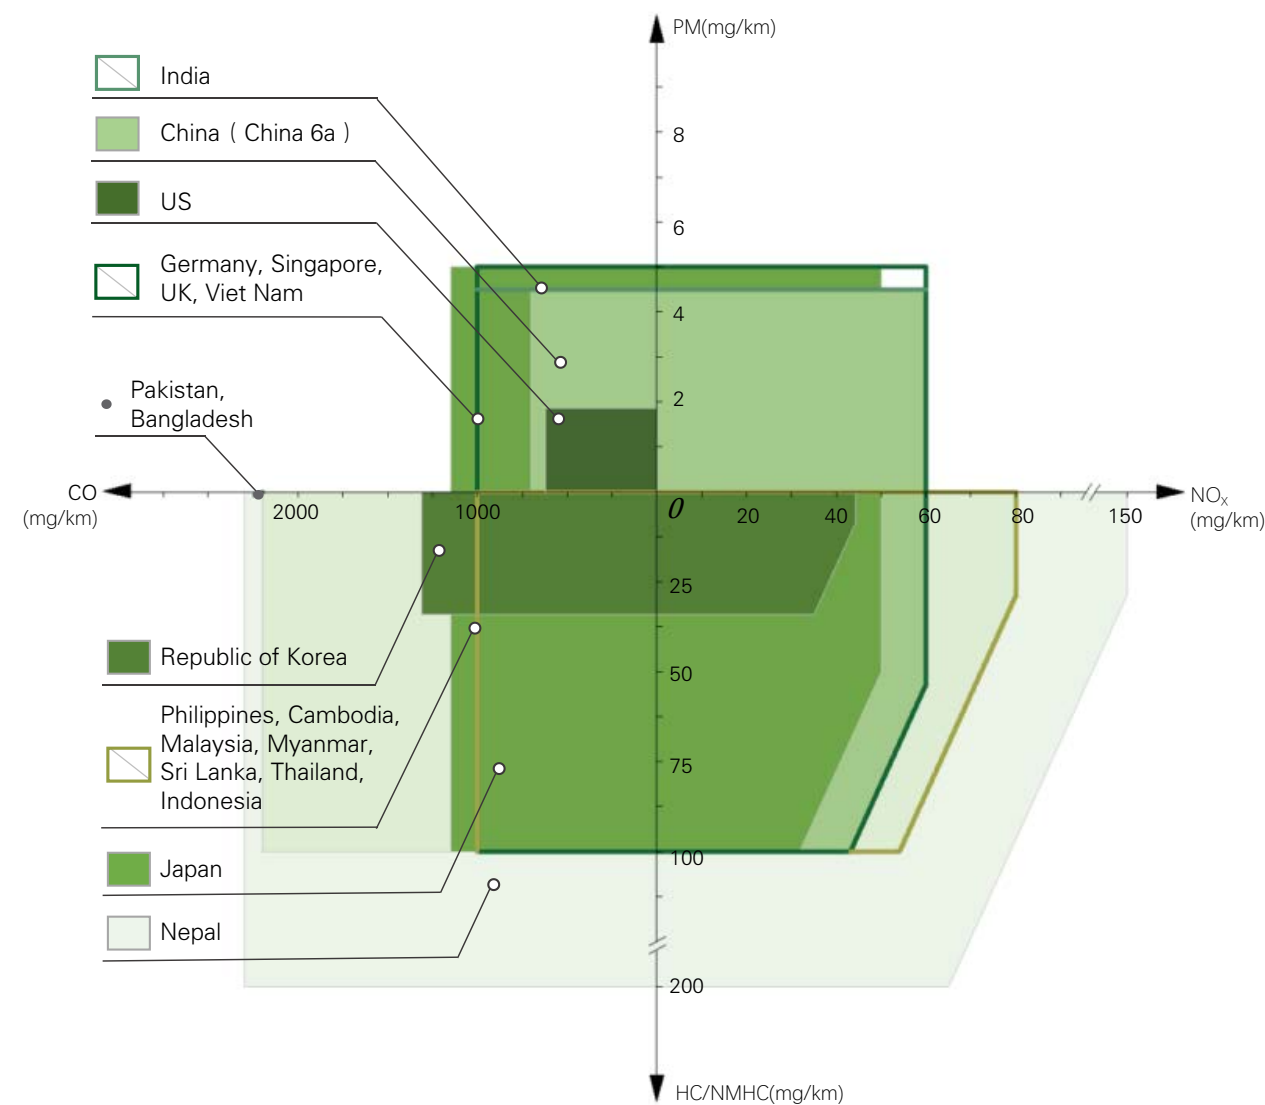 PM(mg/km)
India
China ( China 6a )
US
Germany, Singapore,
UK, Viet Nam
Pakistan,
Bangladesh
8
6
4
2
CO
(mg/km)
2000
1000
0
20
40
60
80
150
NOx
(mg/km)
25
50
75
100
200
Republic of Korea
Philippines, Cambodia,
Malaysia, Myanmar,
Sri Lanka, Thailand,
Indonesia
Japan
Nepal
HC/NMHC(mg/km)